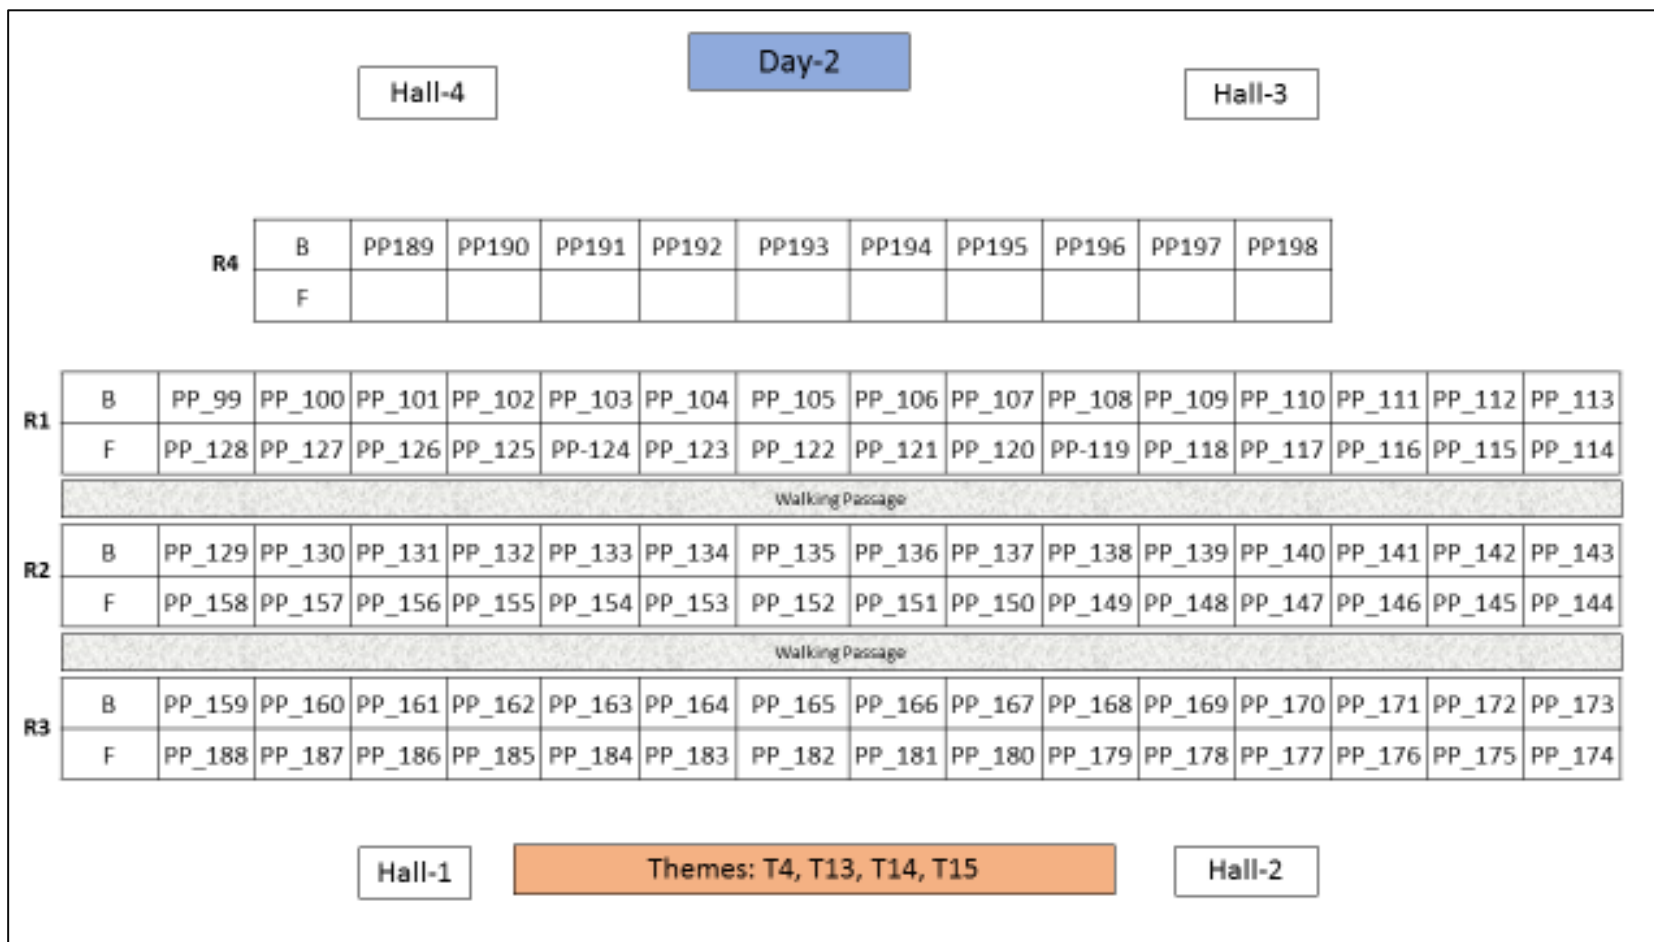 Day-2
Hall-4 Hall-3
R4
B PP189 PP190 PP191 PP192 PP193 PP194 PP195 PP196 PP197 PP198
F
R1
B PP_99 PP_100 PP_101 PP_102 PP_103 PP_104 PP_105 PP_106 PP_107 PP_108 PP_109 PP_110 PP_111 PP_112 PP_113
F PP_128 PP_127 PP_126 PP_125 PP-124 PP_123 PP_122 PP_121 PP_120 PP-119 PP_118 PP_117 PP_116 PP_115 PP_114
Walking Passage
R2
B PP_129 PP_130 PP_131 PP_132 PP_133 PP_134 PP_135 PP_136 PP_137 PP_138 PP_139 PP_140 PP_141 PP_142 PP_143
F PP_158 PP_157 PP_156 PP_155 PP_154 PP_153 PP_152 PP_151 PP_150 PP_149 PP_148 PP_147 PP_146 PP_145 PP_144
Walking Passage
R3
B PP_159 PP_160 PP_161 PP_162 PP_163 PP_164 PP_165 PP_166 PP_167 PP_168 PP_169 PP_170 PP_171 PP_172 PP_173
F PP_188 PP_187 PP_186 PP_185 PP_184 PP_183 PP_182 PP_181 PP_180 PP_179 PP_178 PP_177 PP_176 PP_175 PP_174
Hall-1 Themes: T4, T13, T14, T15 Hall-2